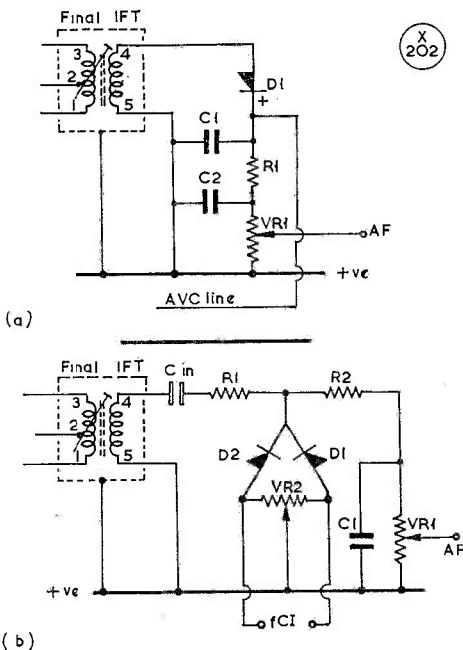 Final IFT
X
202
3
4
2
1
5
D1
+
C1
R1
C2
VR1
AF
+ve
AVC line
(a)
Final IFT
C in
R1
R2
3
4
2
1
5
D2
D1
VR2
C1
VR1
AF
+ve
fCI
(b)